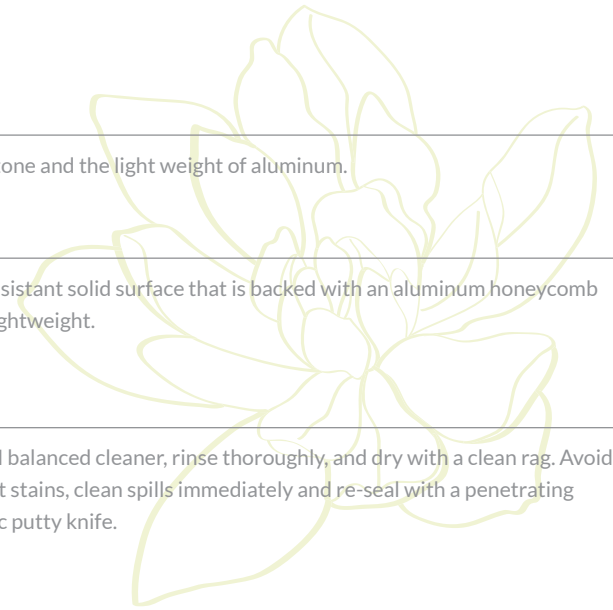 one and the light weight of aluminum.
sistant solid surface that is backed with an aluminum honeycomb
ghtweight.
balanced cleaner, rinse thoroughly, and dry with a clean rag. Avoid
t stains, clean spills immediately and re-seal with a penetrating
c putty knife.